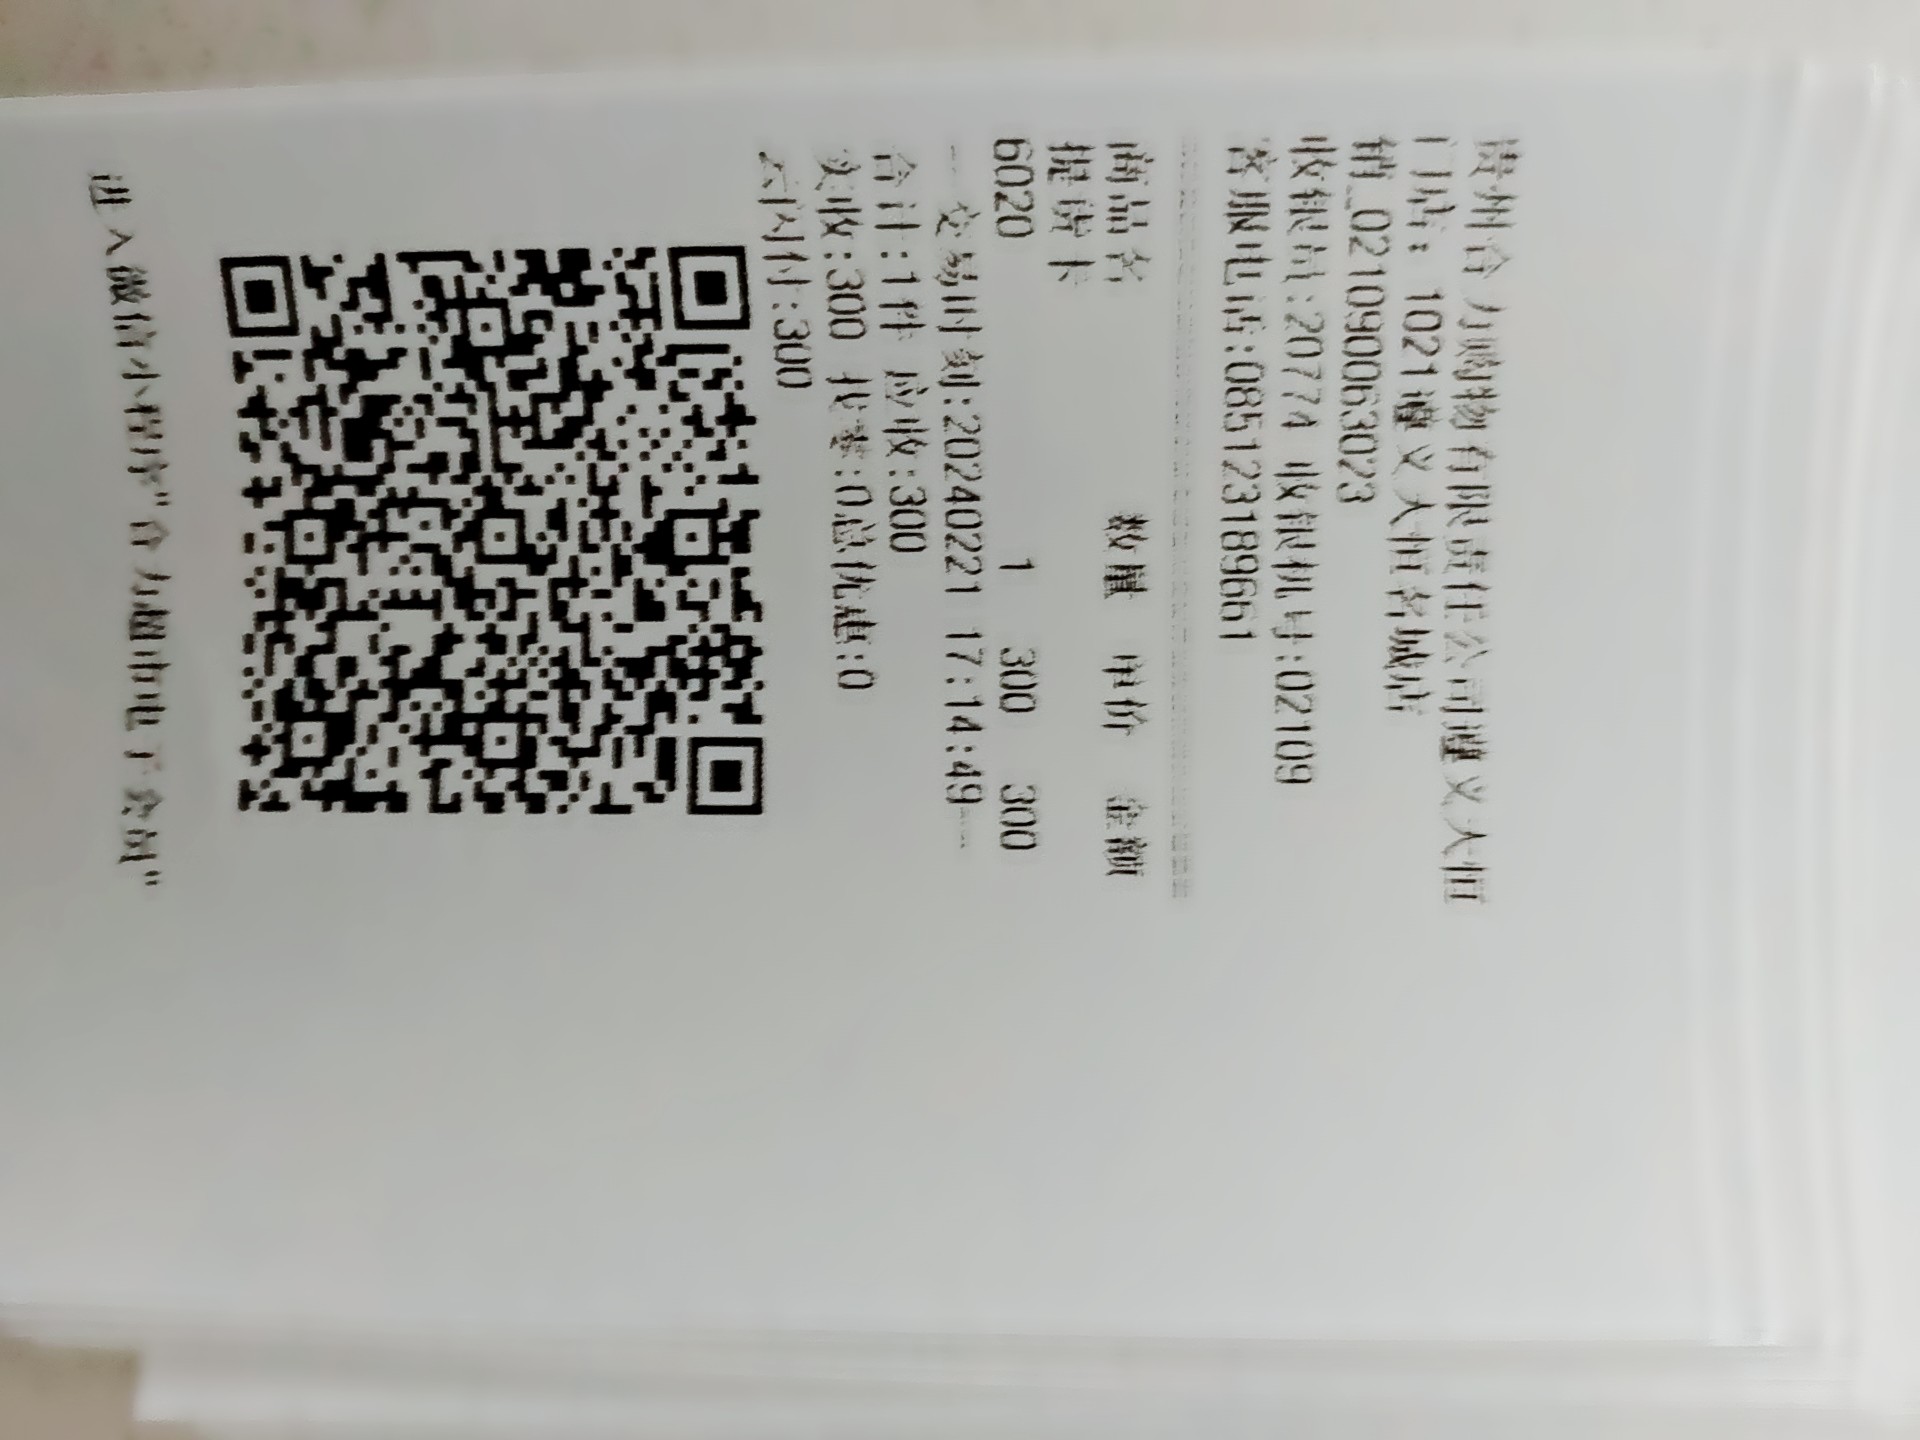 贵州合力购物有限责任公司遵义大恒
门店: 1021遵义大恒名城店
销_021090063023
收银员:20774 收银机号:02109
客服电话:085123189661
商品名 数量 单价 金额
提货卡
6020 1 300 300
--交易时刻:20240221 17:14:49---
合计:1件 应收:300
实收:300 找零:0总优惠:0
云闪付:300
进入微信小程序"合力超市电子会员"